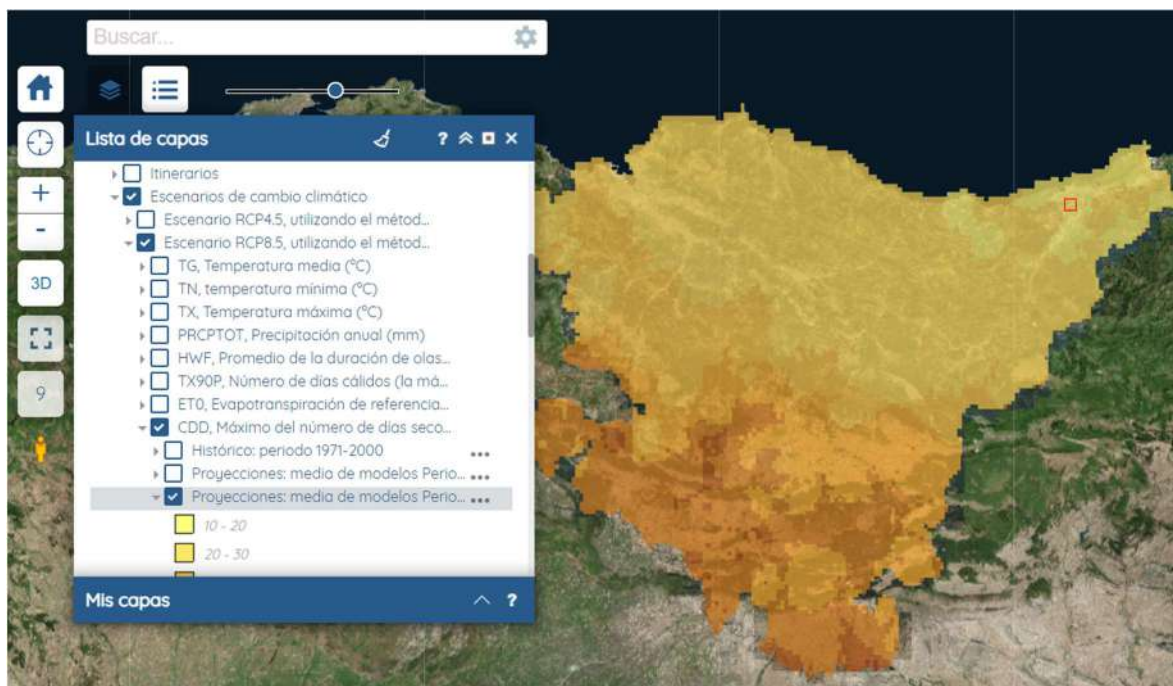 Buscar...
Lista de capas
?
Itinerarios
Escenarios de cambio climático
Escenario RCP4.5, utilizando el métod...
Escenario RCP8.5, utilizando el métod...
TG, Temperatura media (ºC)
TN, temperatura mínima (ºC)
TX, Temperatura máxima (ºC)
PRCPTOT, Precipitación anual (mm)
HWF, Promedio de la duración de olas...
TX90P, Número de días cálidos (la má...
ET0, Evapotranspiración de referencia...
CDD, Máximo del número de días seco...
Histórico: periodo 1971-2000
Proyecciones: media de modelos Perio...
Proyecciones: media de modelos Perio...
10 - 20
20 - 30
Mis capas ?
+
-
3D
9